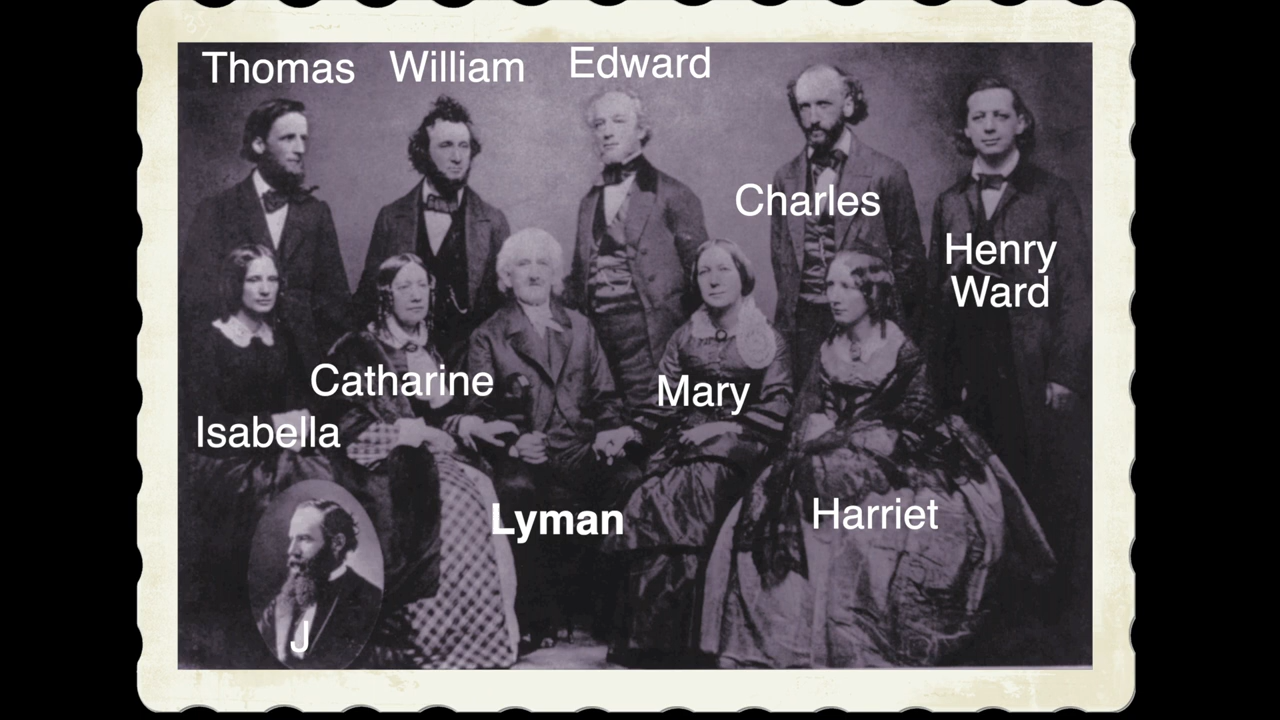 Thomas William Edward
Charles
Henry
Ward
Catharine
Mary
Isabella
Lyman
Harriet
J